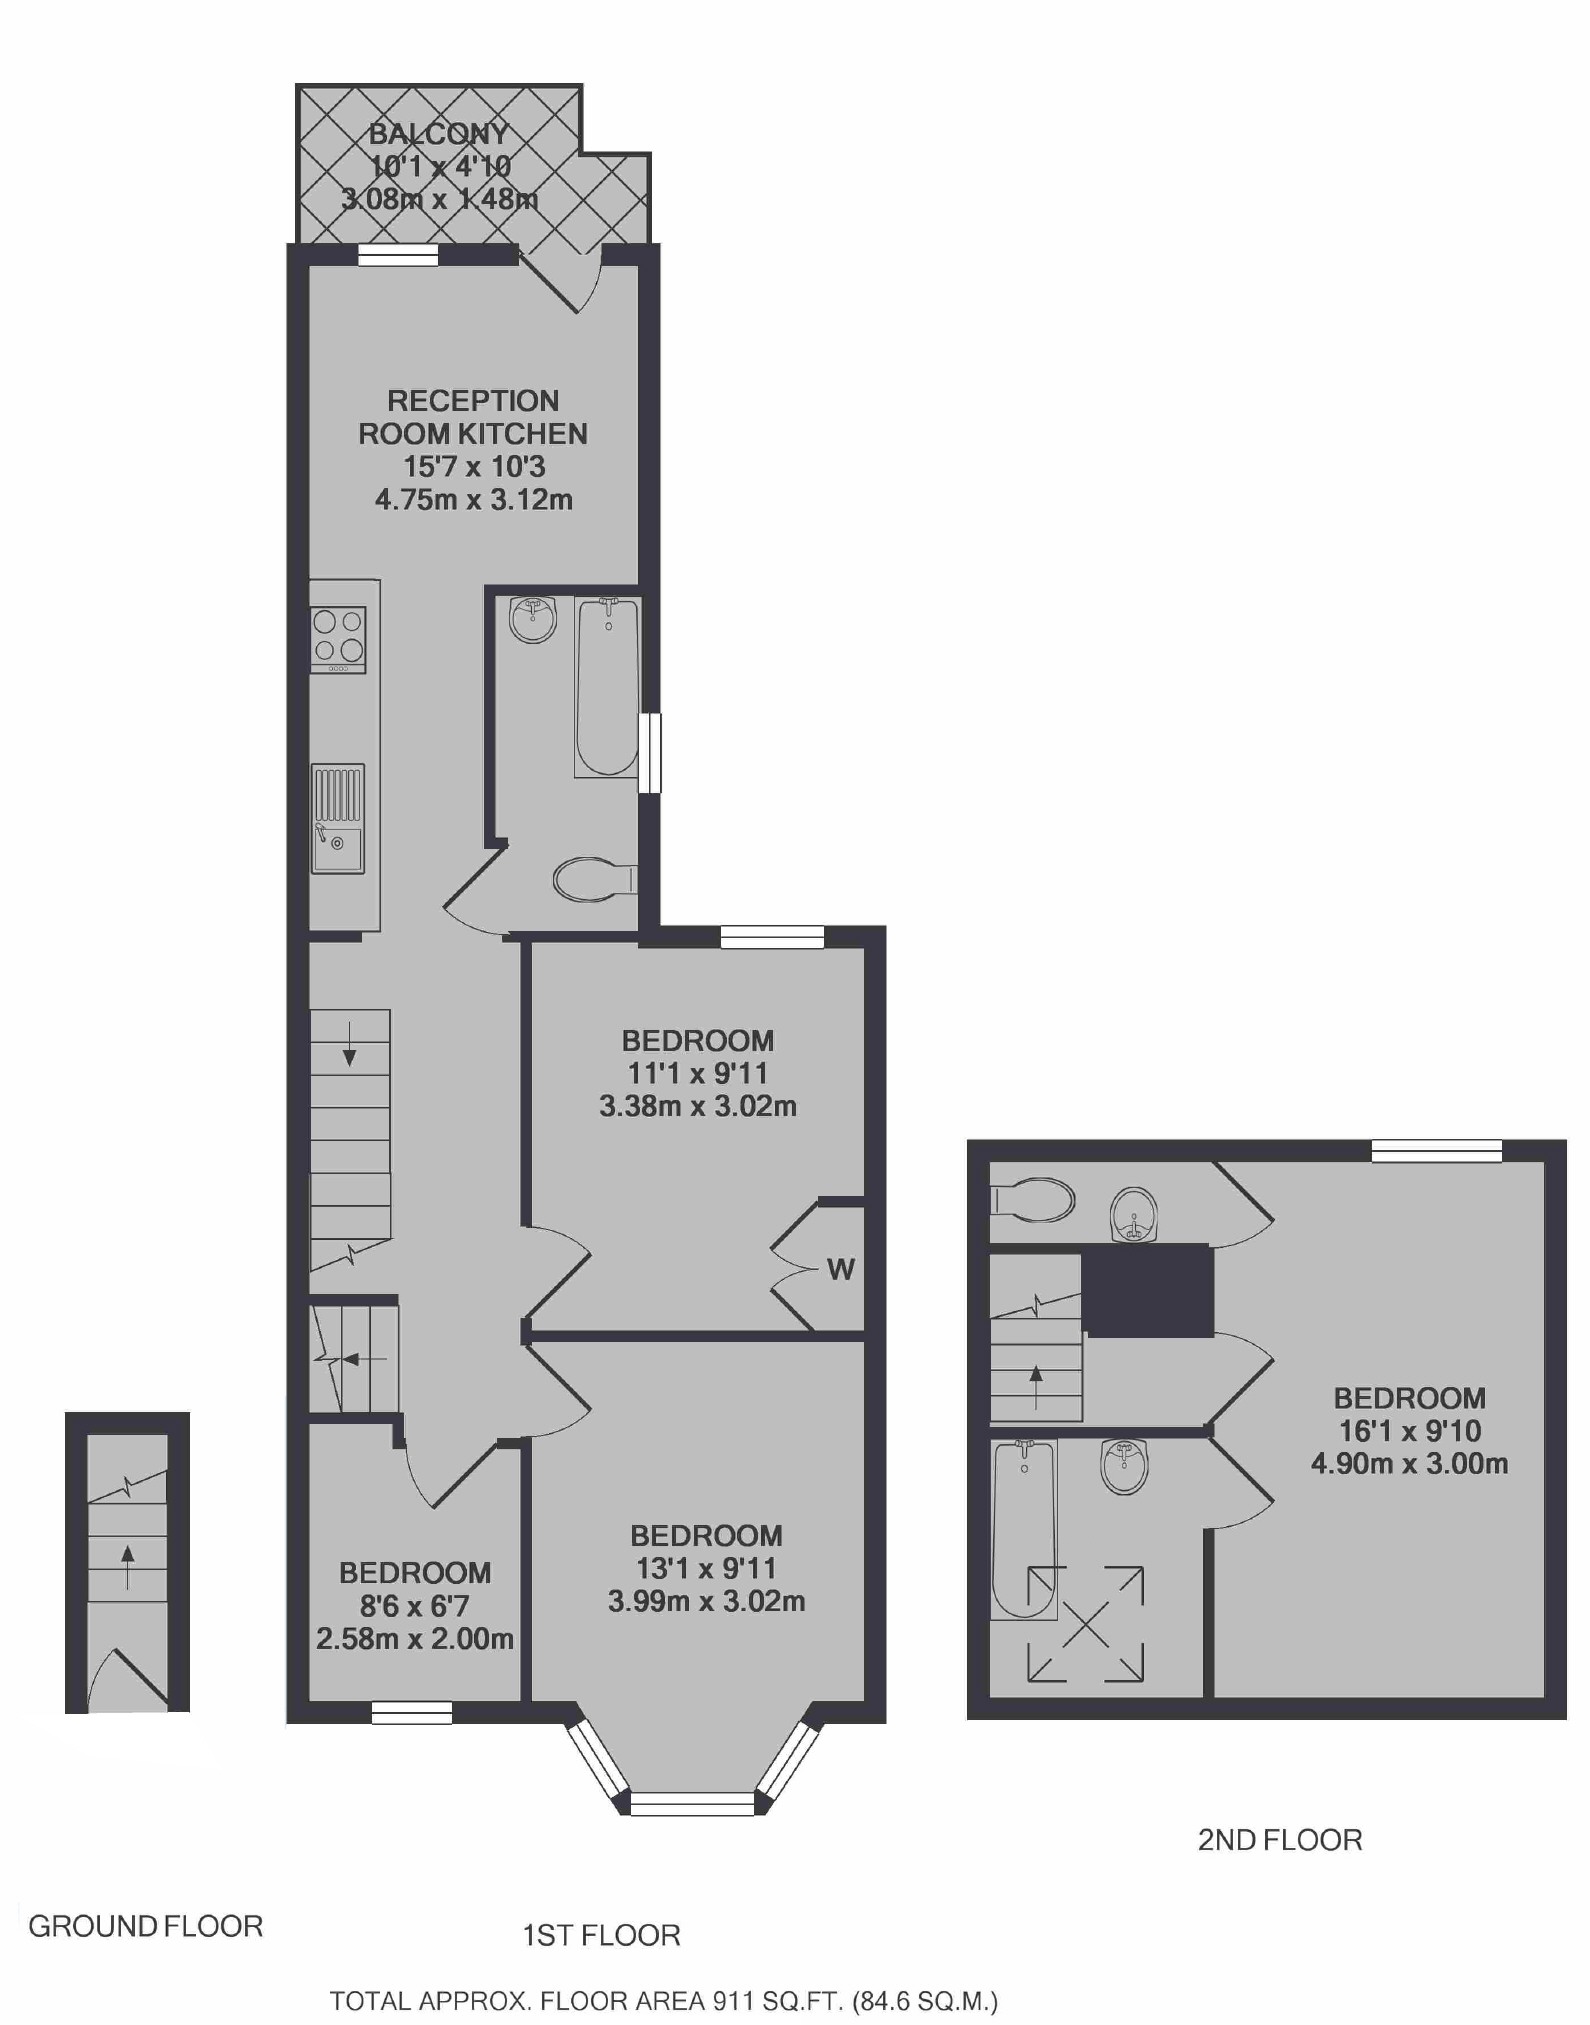 BALCONY
10'1 x 4'10
3.08m x 1.48m
RECEPTION
ROOM KITCHEN
15'7 x 10'3
4.75m x 3.12m
BEDROOM
11'1 x 9'11
3.38m x 3.02m
W
BEDROOM
13'1 x 9'11
3.99m x 3.02m
BEDROOM
8'6 x 6'7
2.58m x 2.00m
BEDROOM
16'1 x 9'10
4.90m x 3.00m
2ND FLOOR
GROUND FLOOR
1ST FLOOR
TOTAL APPROX. FLOOR AREA 911 SQ.FT. (84.6 SQ.M.)